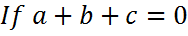 If a + b + c = 0